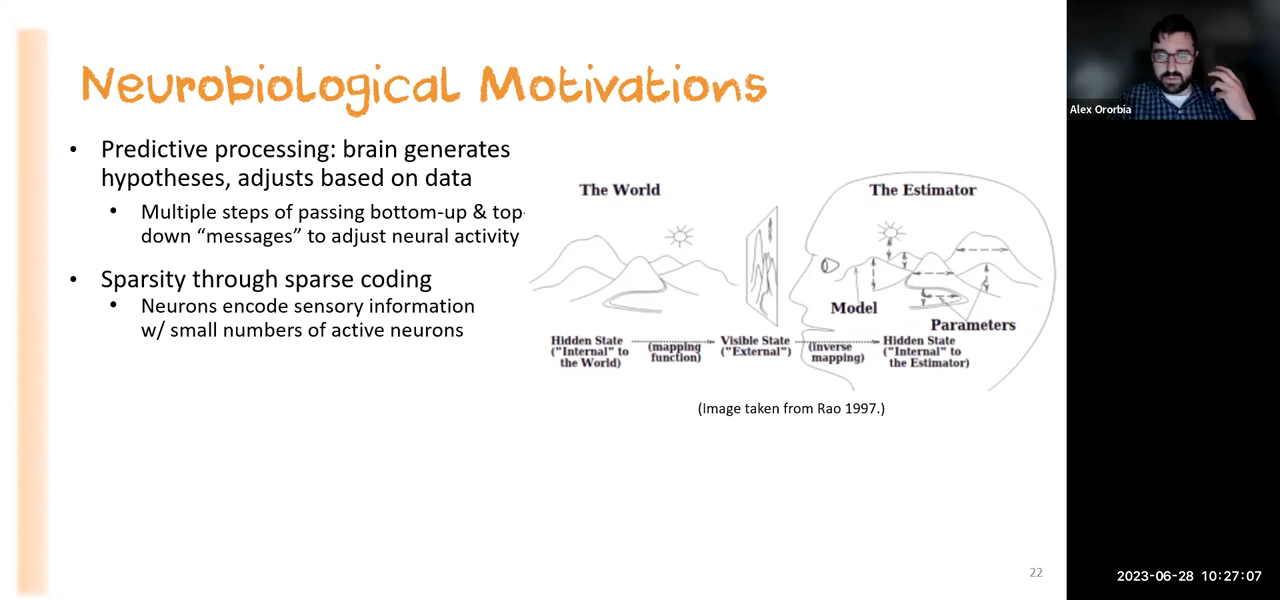 Neurobiological Motivations
• Predictive processing: brain generates
hypotheses, adjusts based on data
• Multiple steps of passing bottom-up & top-
down “messages” to adjust neural activity
• Sparsity through sparse coding
• Neurons encode sensory information
w/ small numbers of active neurons
The World
The Estimator
Model
Parameters
Hidden State
("Internal" to
the World)
(mapping
function)
Visible State
("External")
(inverse
mapping)
Hidden State
("Internal" to
the Estimator)
(Image taken from Rao 1997.)
22
Alex Ororbia
2023-06-28 10:27:07